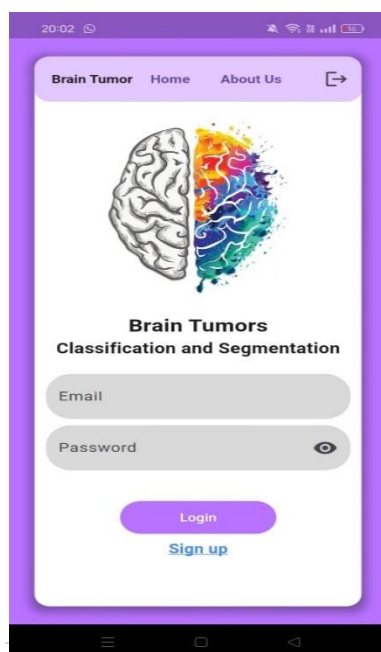 20:02
Brain Tumor Home About Us
Brain Tumors
Classification and Segmentation
Email
Password
Login
Sign up